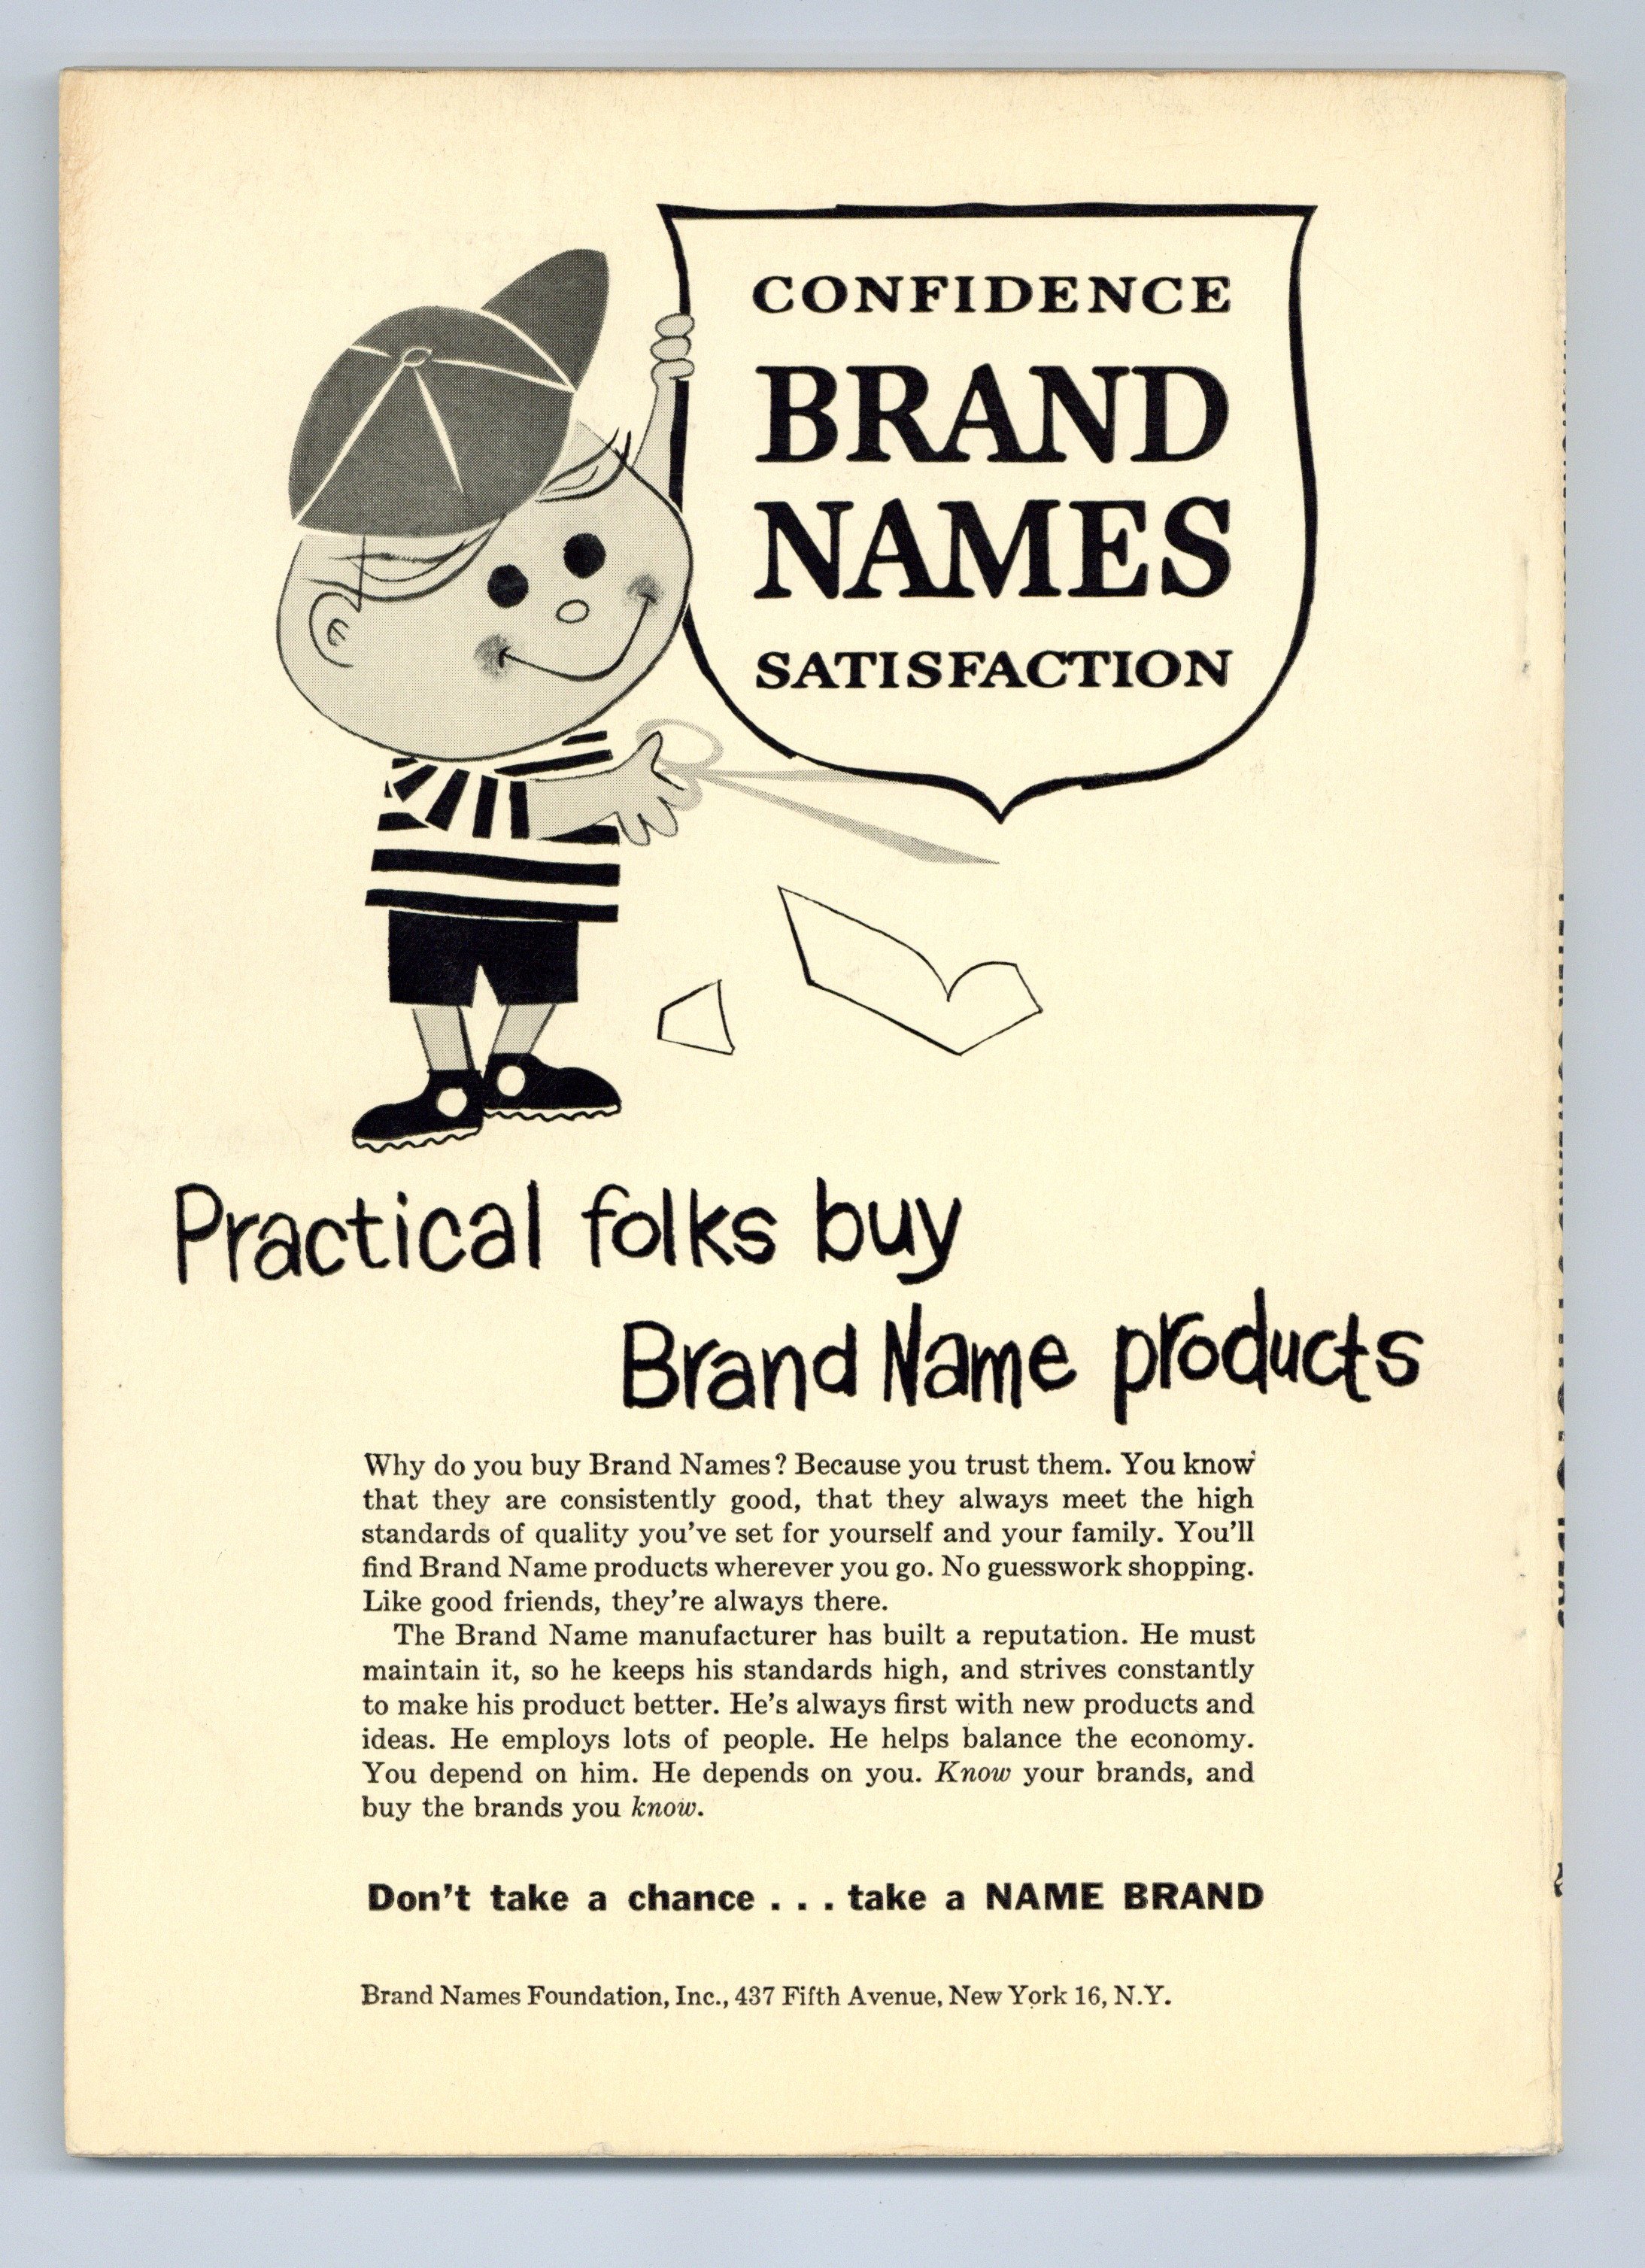 CONFIDENCE
BRAND
NAMES
SATISFACTION
Practical folks buy
Brand Name products
Why do you buy Brand Names? Because you trust them. You know
that they are consistently good, that they always meet the high
standards of quality you've set for yourself and your family. You'll
find Brand Name products wherever you go. No guesswork shopping.
Like good friends, they're always there.
The Brand Name manufacturer has built a reputation. He must
maintain it, so he keeps his standards high, and strives constantly
to make his product better. He's always first with new products and
ideas. He employs lots of people. He helps balance the economy.
You depend on him. He depends on you. Know your brands, and
buy the brands you know.
Don't take a chance . . . take a NAME BRAND
Brand Names Foundation, Inc., 437 Fifth Avenue, New York 16, N.Y.